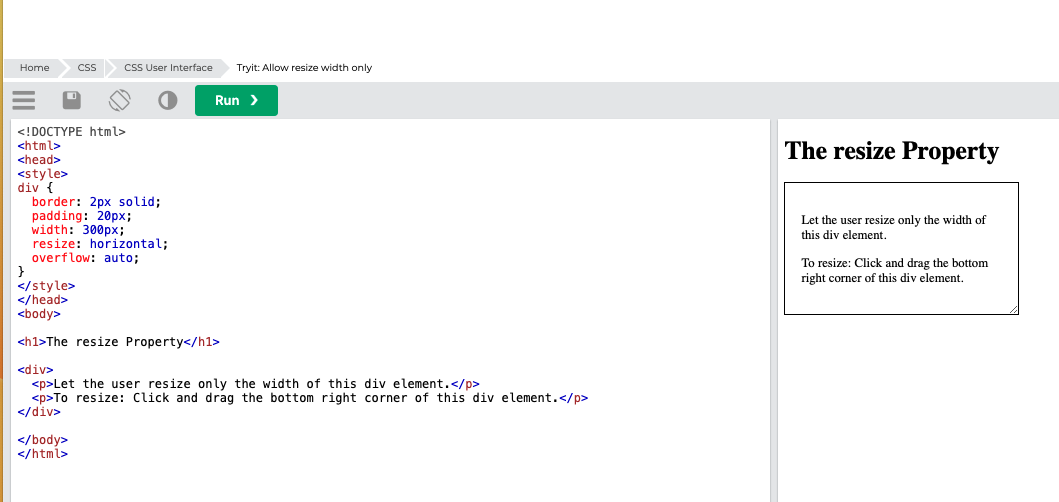 Home CSS CSS User Interface Tryit: Allow resize width only
Run ❯
<!DOCTYPE html>
<html>
<head>
<style>
div {
  border: 2px solid;
  padding: 20px;
  width: 300px;
  resize: horizontal;
  overflow: auto;
}
</style>
</head>
<body>

<h1>The resize Property</h1>

<div>
  <p>Let the user resize only the width of this div element.</p>
  <p>To resize: Click and drag the bottom right corner of this div element.</p>
</div>

</body>
</html>
The resize Property
Let the user resize only the width of
this div element.
To resize: Click and drag the bottom
right corner of this div element.